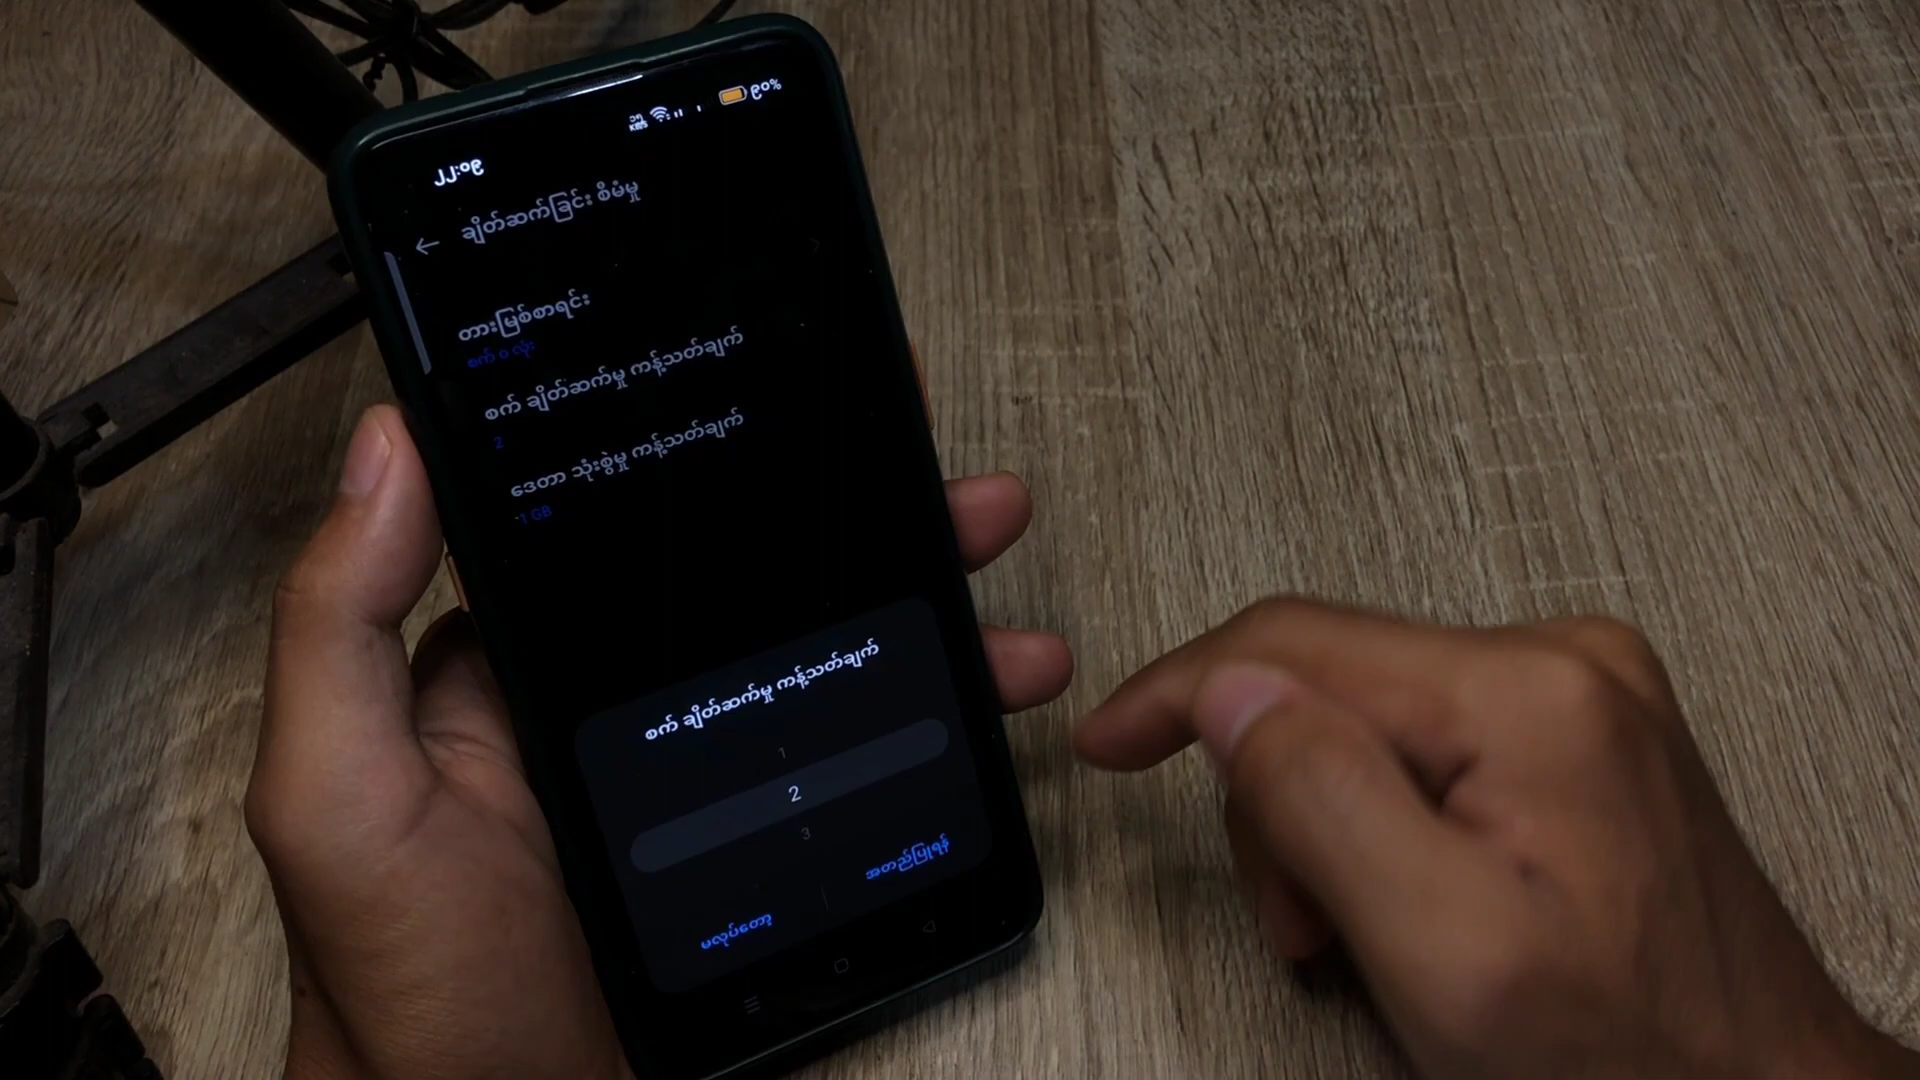 ၁၅ KB/S ၉၀%
၂၂:၀၉
ချိတ်ဆက်ခြင်း စီမံမှု
တားမြစ်စာရင်း
စက် ၀ လုံး
စက် ချိတ်ဆက်မှု ကန့်သတ်ချက်
2
ဒေတာ သုံးစွဲမှု ကန့်သတ်ချက်
-1 GB
စက် ချိတ်ဆက်မှု ကန့်သတ်ချက်
1
2
3
မလုပ်တော့
အတည်ပြုရန်